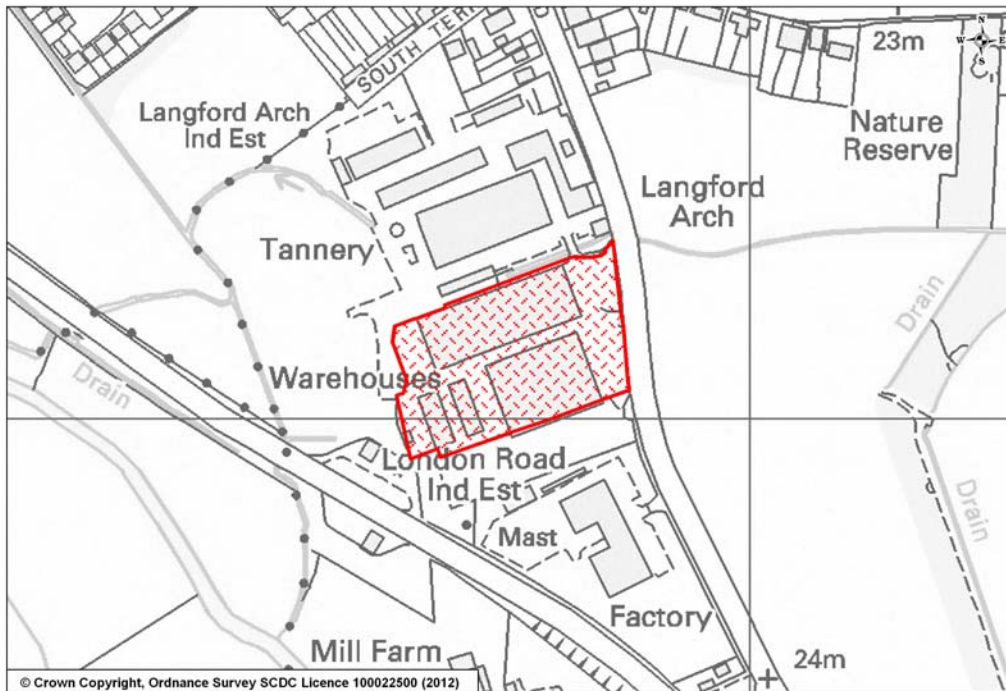 N
W E
S
23m
SOUTH TER
Langford Arch
Ind Est
Nature
Reserve
Langford
Arch
Tannery
Drain
Warehouses
Drain
London Road
Ind Est
Mast
Drain
Factory
Mill Farm
24m
© Crown Copyright, Ordnance Survey SCDC Licence 100022500 (2012)